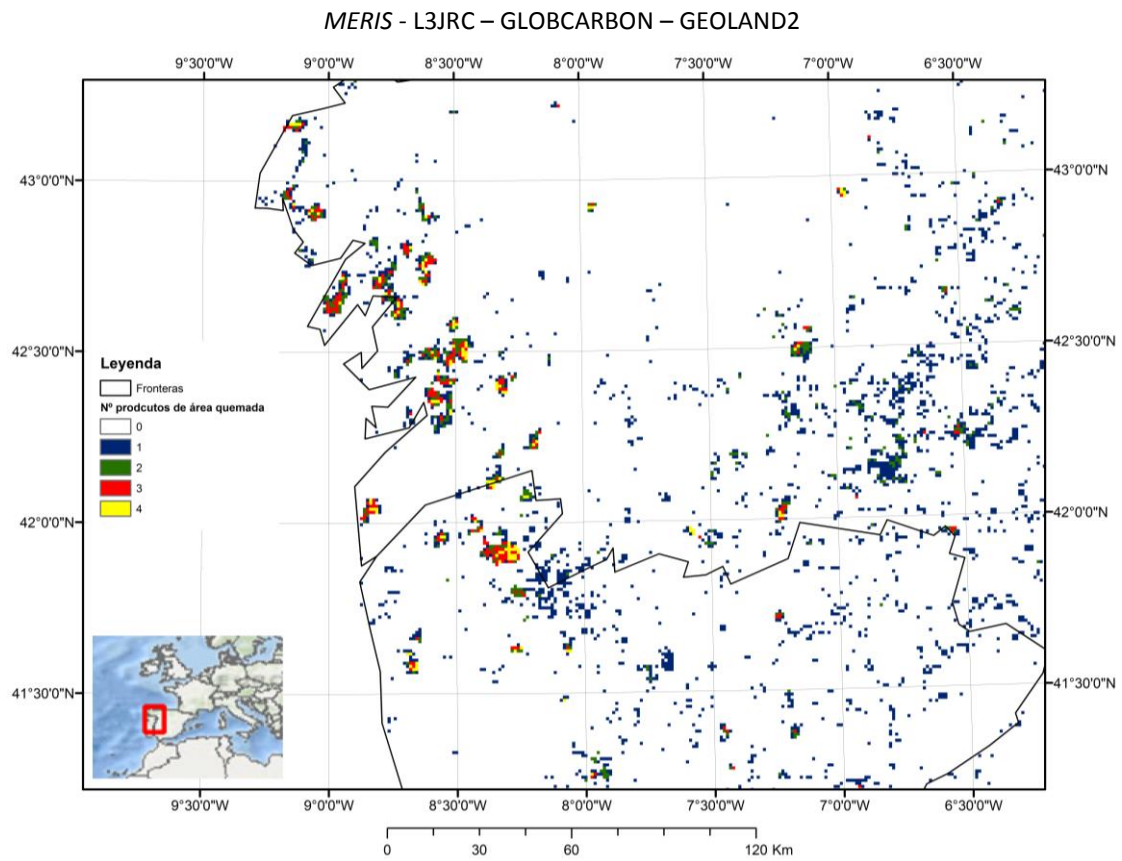 MERIS - L3JRC – GLOBCARBON – GEOLAND2
9°30'0"W 9°0'0"W 8°30'0"W 8°0'0"W 7°30'0"W 7°0'0"W 6°30'0"W
43°0'0"N 43°0'0"N
42°30'0"N 42°30'0"N
Leyenda
Fronteras
Nº prodcutos de área quemada
0
1
2
3
4
42°0'0"N 42°0'0"N
41°30'0"N 41°30'0"N
9°30'0"W 9°0'0"W 8°30'0"W 8°0'0"W 7°30'0"W 7°0'0"W 6°30'0"W
0 30 60 120 Km